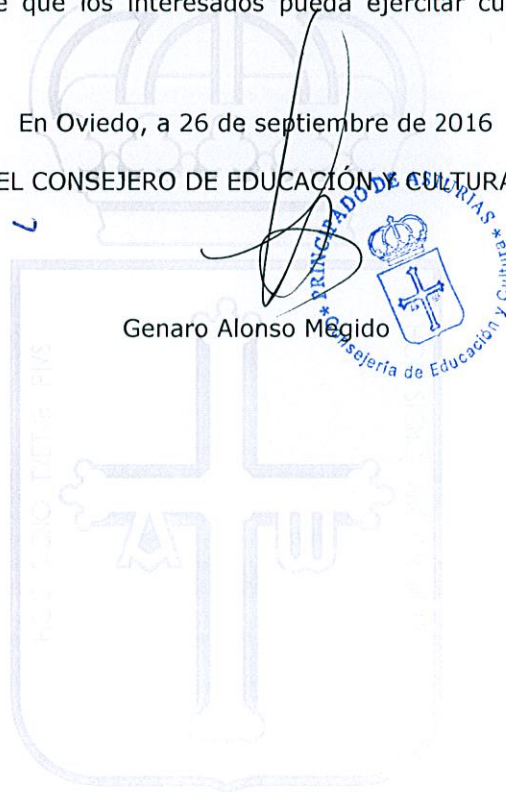 e que los interesados pueda ejercitar cu
En Oviedo, a 26 de septiembre de 2016
EL CONSEJERO DE EDUCACIÓN Y CULTURA
PRINCIPADO DE ASTURIAS
Consejería de Educación y Cultura
Genaro Alonso Megido